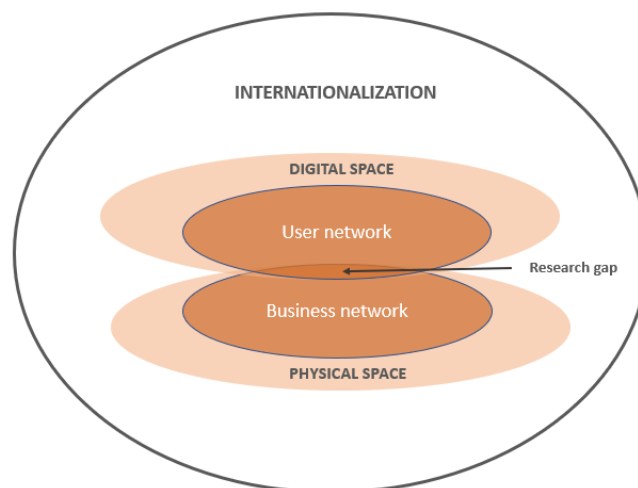 INTERNATIONALIZATION
DIGITAL SPACE
User network
Research gap
Business network
PHYSICAL SPACE